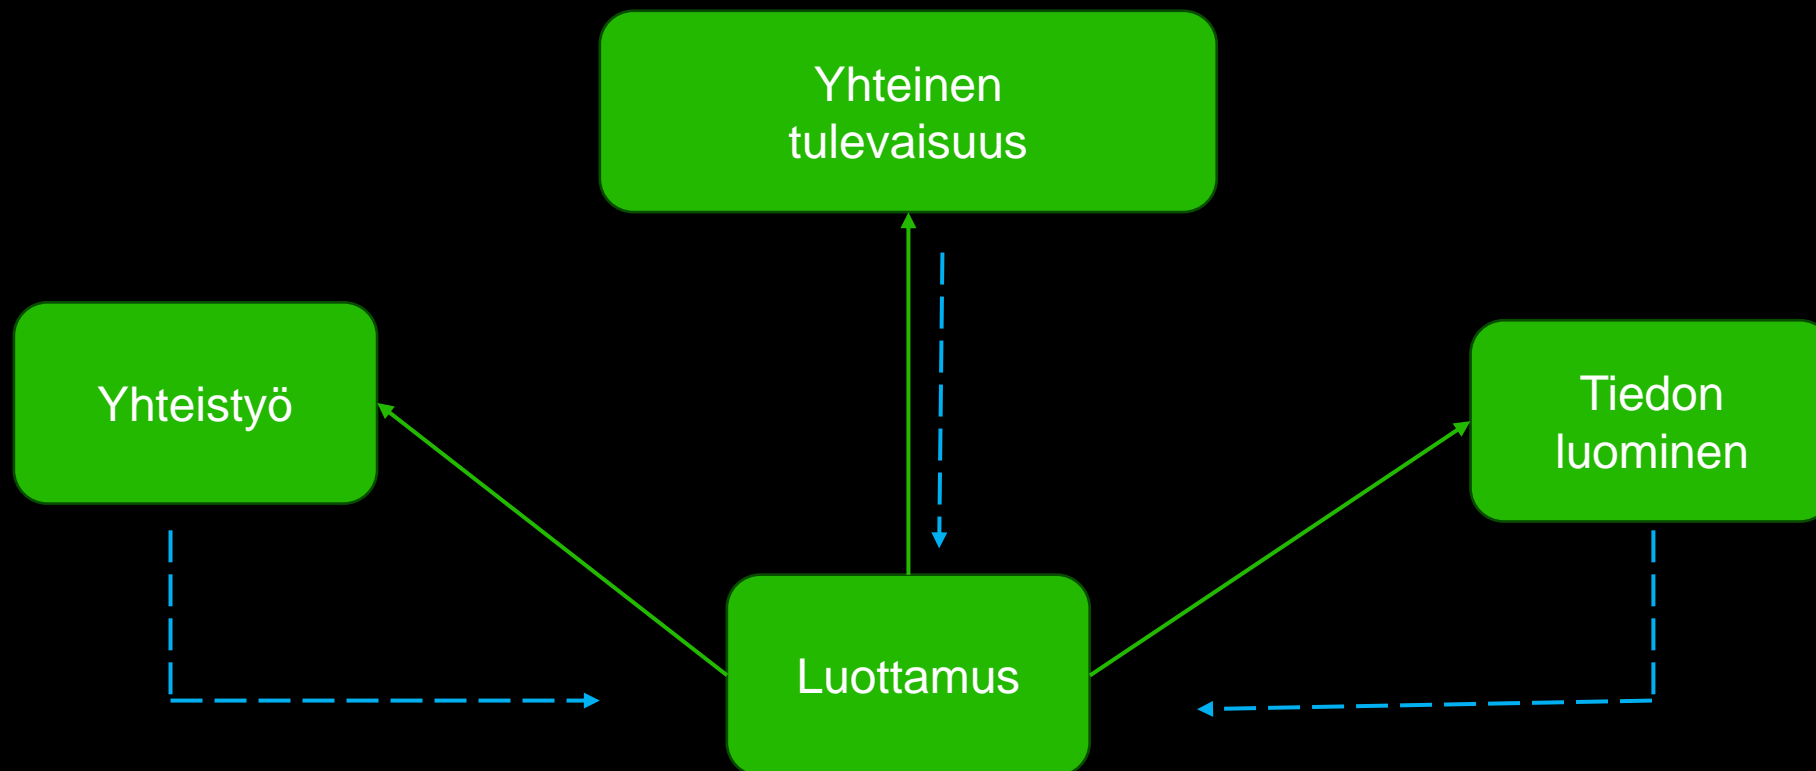 Yhteinen
tulevaisuus
Yhteistyö
Tiedon
luominen
Luottamus